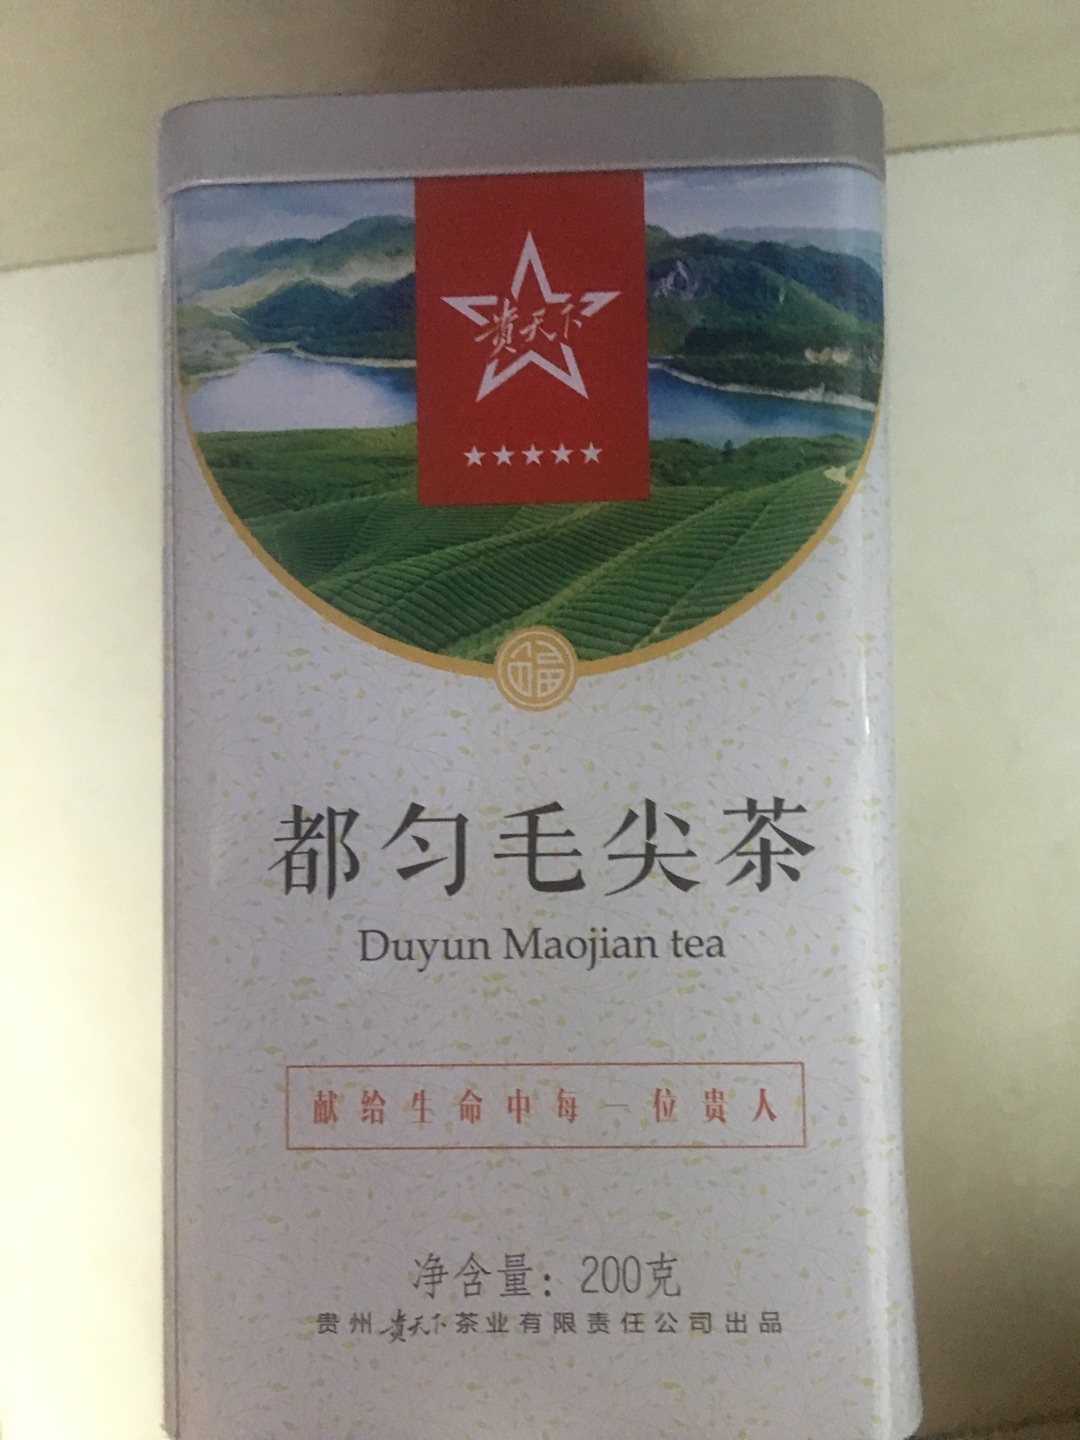 贵天下
福
都匀毛尖茶
Duyun Maojian tea
献给生命中每一位贵人
净含量：200克
贵州贵天下茶业有限责任公司出品